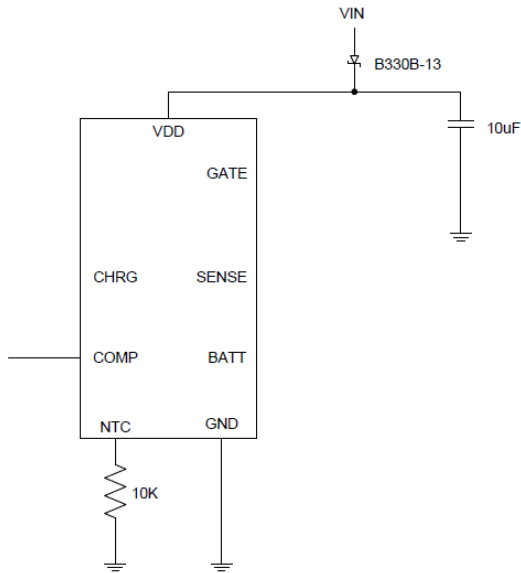 VIN
B330B-13
VDD
10uF
GATE
CHRG SENSE
COMP BATT
NTC GND
10K